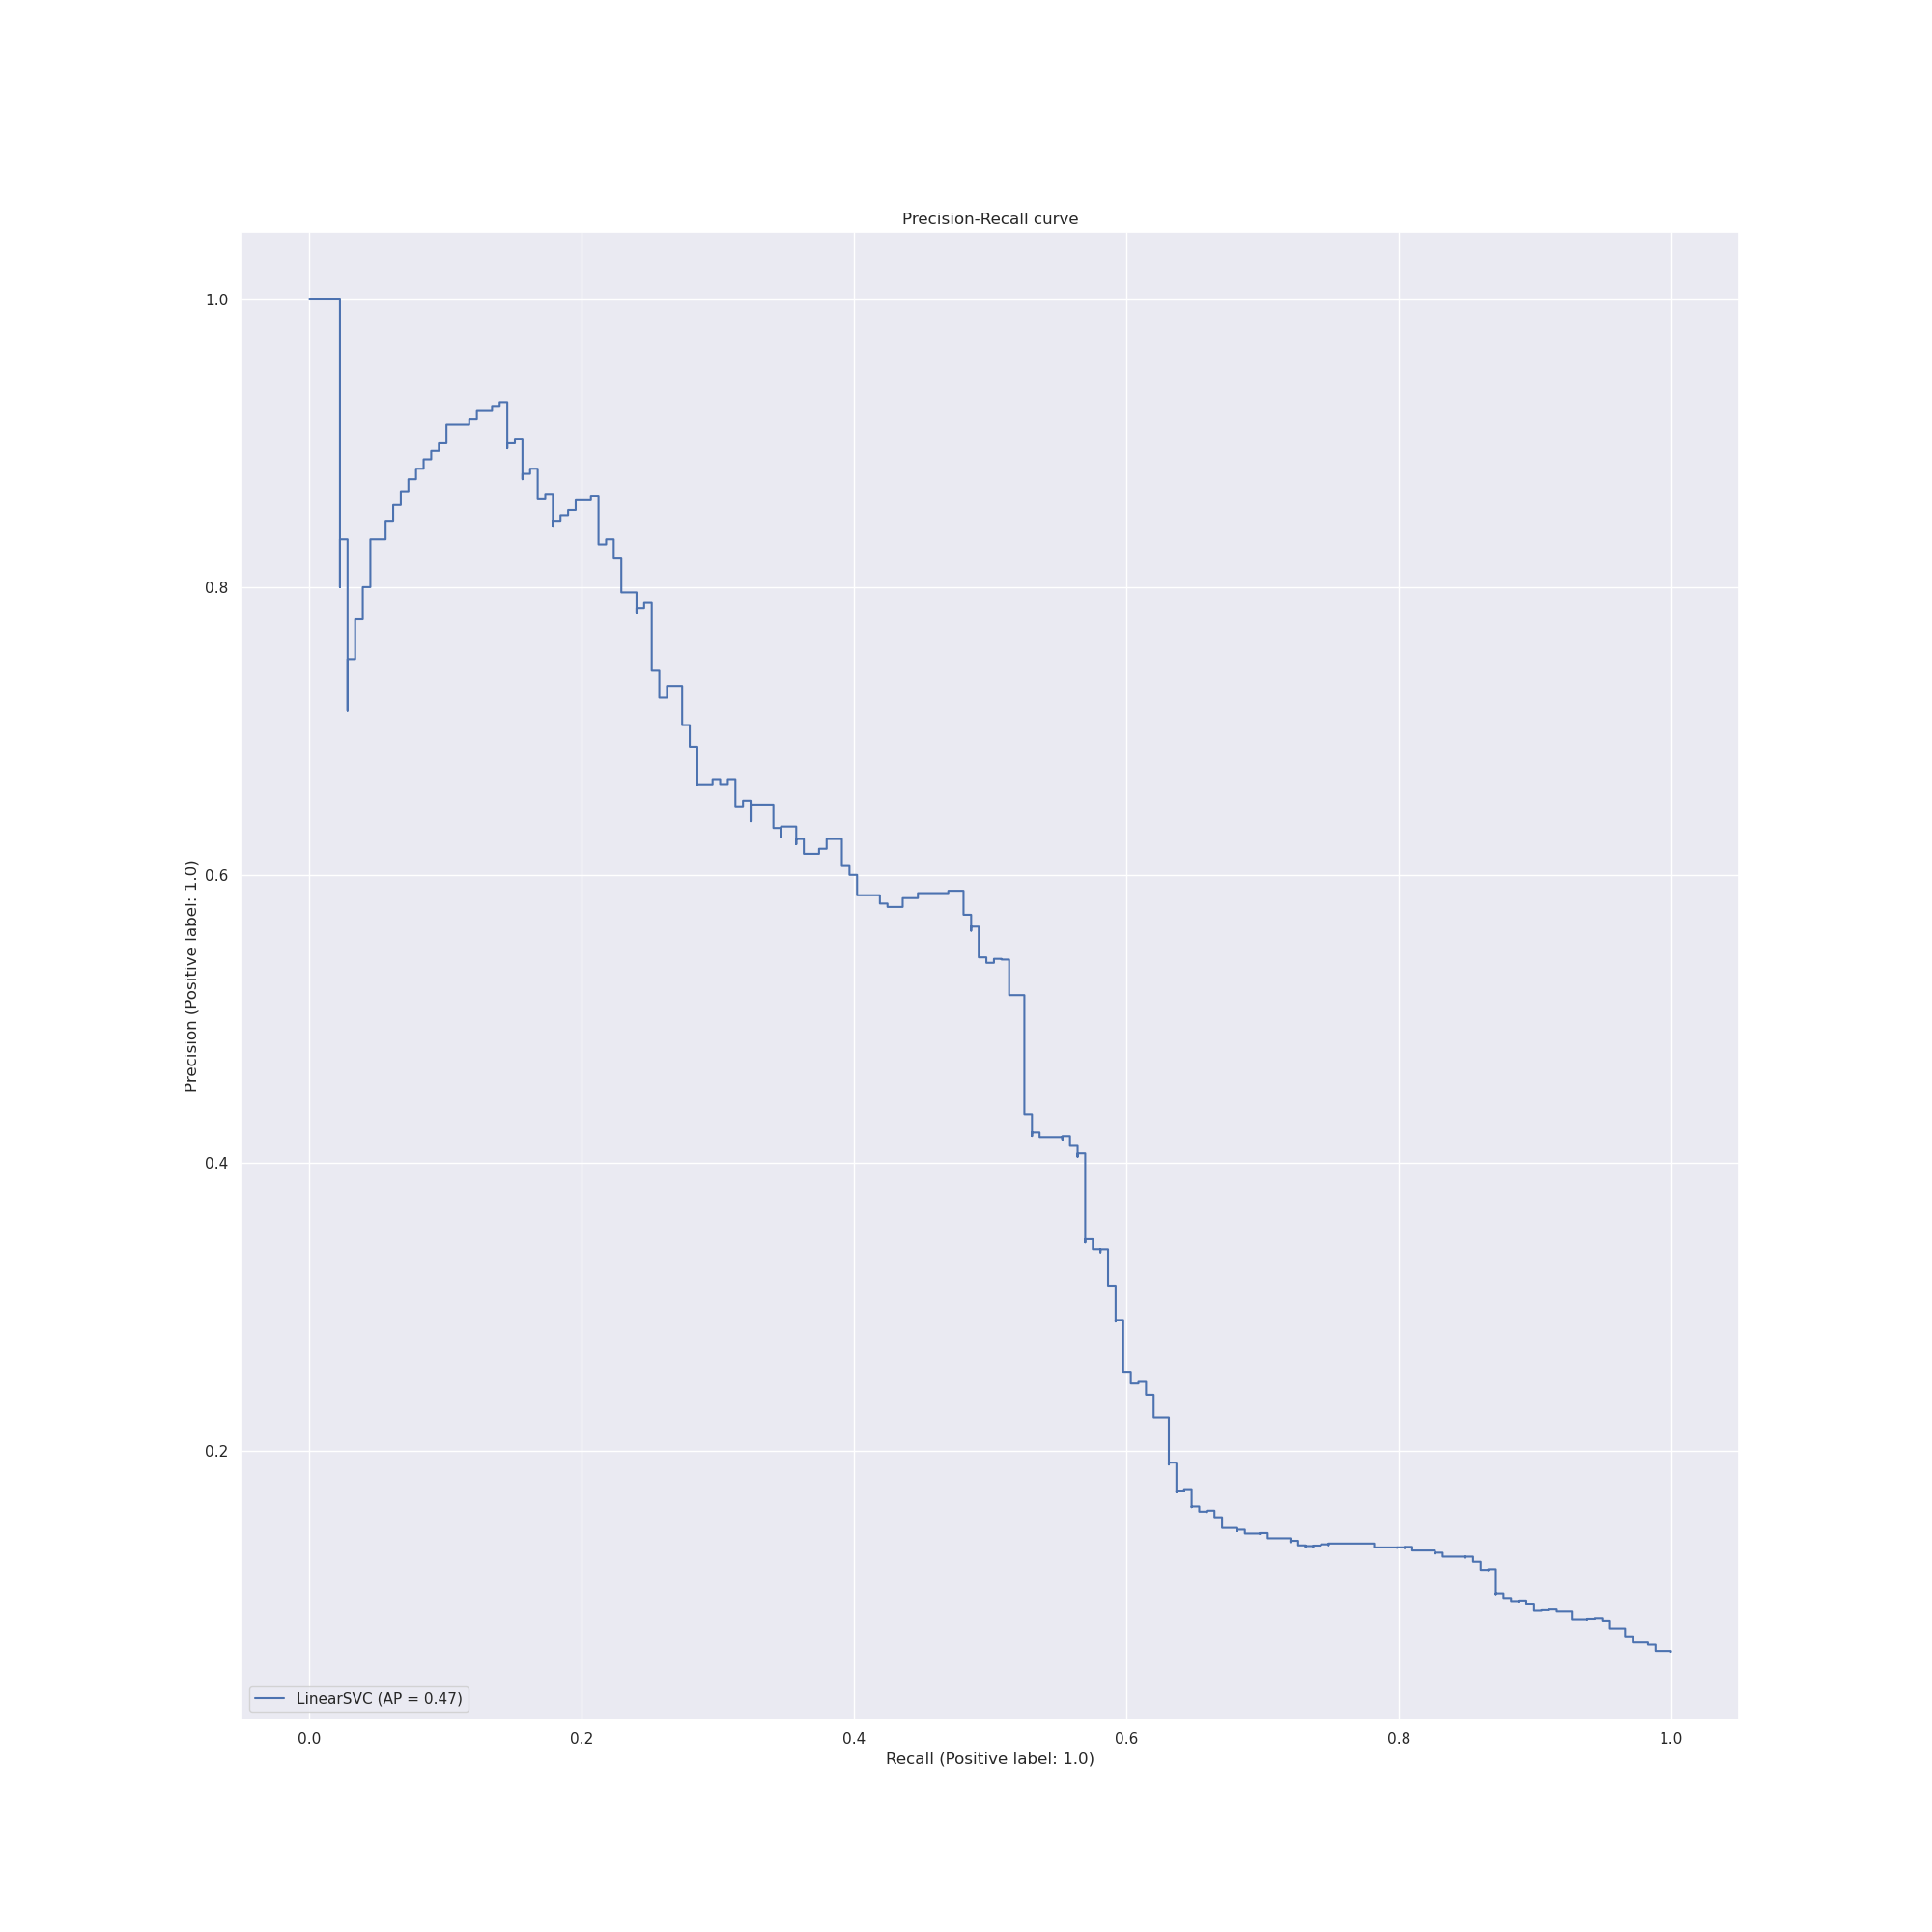 Precision-Recall curve
1.0
0.8
0.6
0.4
0.2
Precision (Positive label: 1.0)
LinearSVC (AP = 0.47)
0.0 0.2 0.4 0.6 0.8 1.0
Recall (Positive label: 1.0)